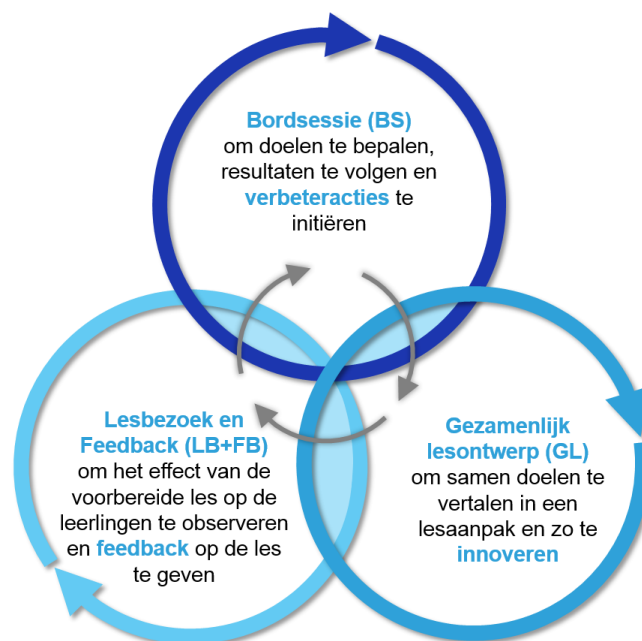 Bordsessie (BS)
om doelen te bepalen,
resultaten te volgen en
verbeteracties te
initiëren
Lesbezoek en
Feedback (LB+FB)
om het effect van de
voorbereide les op de
leerlingen te observeren
en feedback op de les
te geven
Gezamenlijk
lesontwerp (GL)
om samen doelen te
vertalen in een
lesaanpak en zo te
innoveren